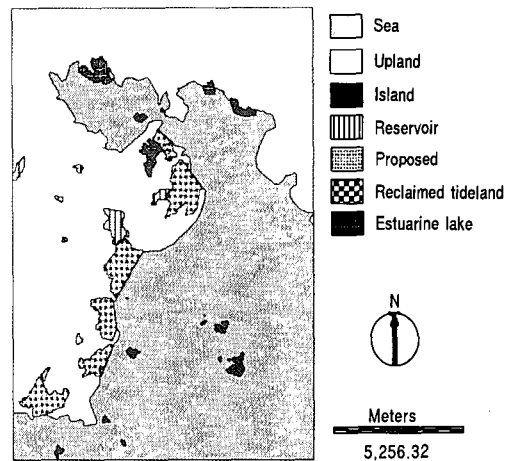 Sea
Upland
Island
Reservoir
Proposed
Reclaimed tideland
Estuarine lake
N
Meters
5,256.32